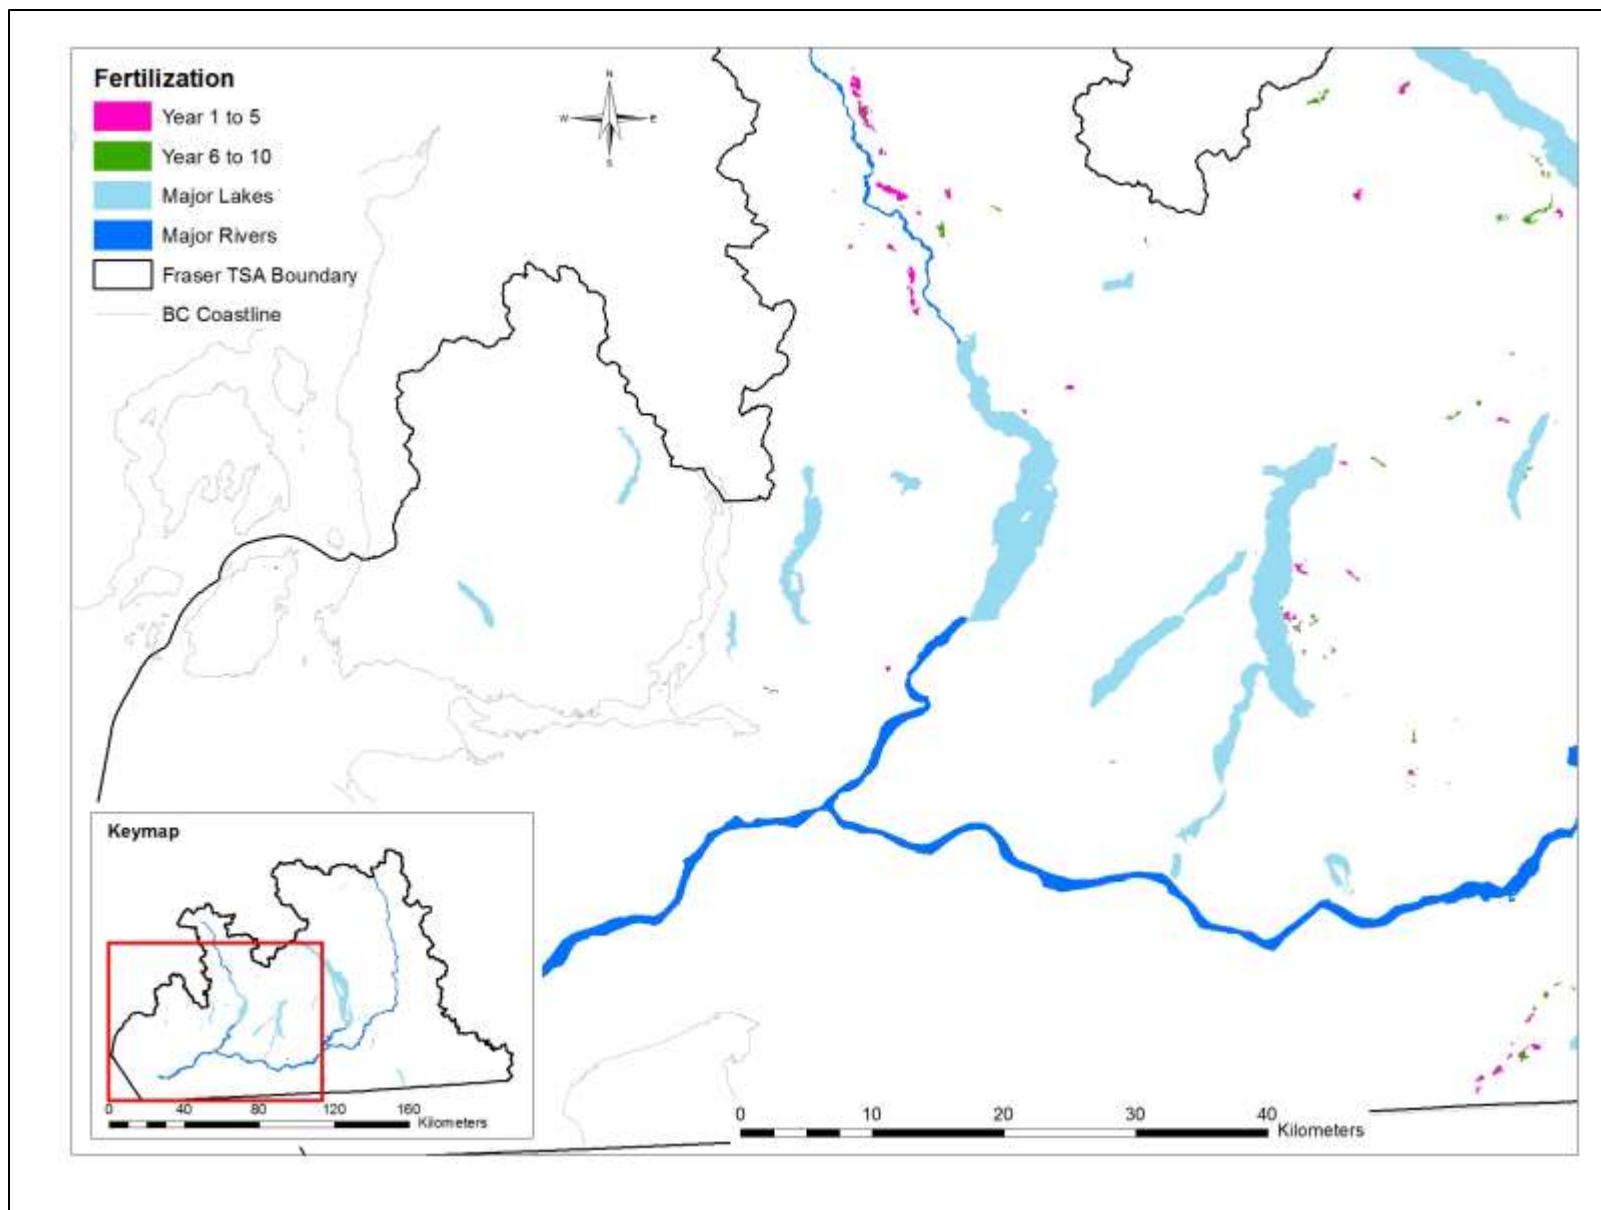 Fertilization
Year 1 to 5
Year 6 to 10
Major Lakes
Major Rivers
Fraser TSA Boundary
BC Coastline
N
W E
S
Keymap
0 40 80 120 160
Kilometers
0 10 20 30 40
Kilometers